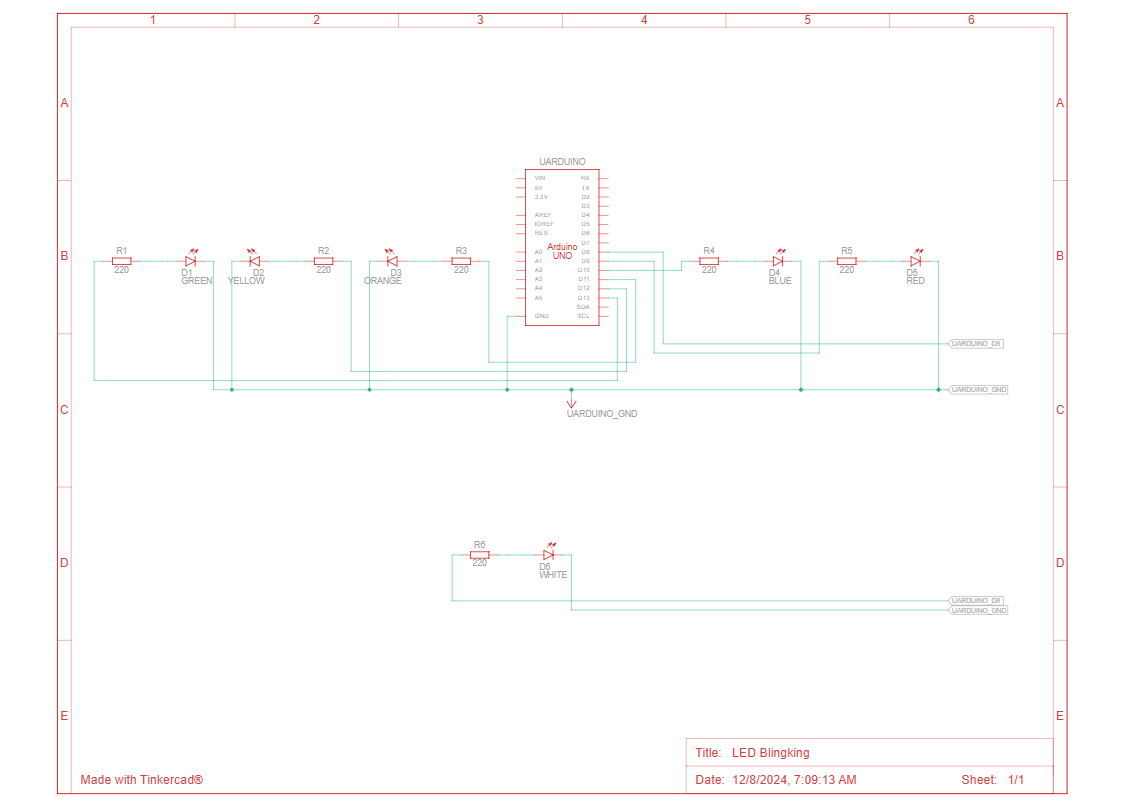 1 2 3 4 5 6
A A
UARDUINO
VIN RX
5V TX
3.3V D2
D3
AREF D4
IOREF D5
RES D6
D7
A0 D8
A1 D9
A2 D10
A3 D11
A4 D12
A5 D13
SDA
GND SCL
Arduino
UNO
B B
R1
220
D1
GREEN
D2
YELLOW
R2
220
D3
ORANGE
R3
220
R4
220
D4
BLUE
R5
220
D5
RED
UARDUINO_D8
UARDUINO_GND
C C
UARDUINO_GND
R6
220
D6
WHITE
D D
UARDUINO_D8
UARDUINO_GND
E E
Title: LED Blingking
Made with Tinkercad®
Date: 12/8/2024, 7:09:13 AM
Sheet: 1/1